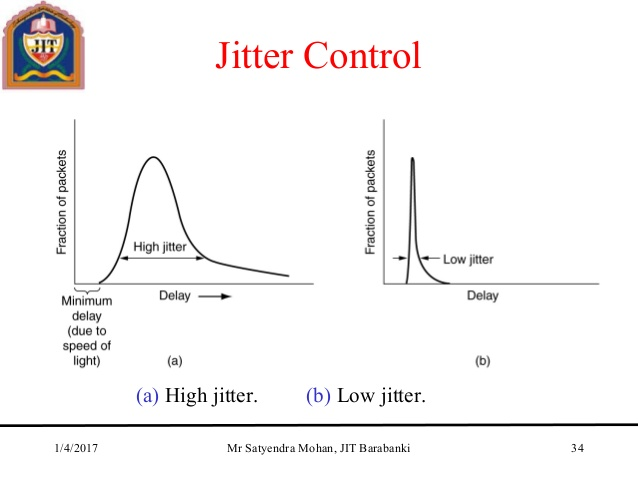 JIT
Jitter Control
Fraction of packets
High jitter
Minimum
delay
(due to
speed of
light)
Delay
(a)
Fraction of packets
Low jitter
Delay
(b)
(a) High jitter. (b) Low jitter.
1/4/2017 Mr Satyendra Mohan, JIT Barabanki 34